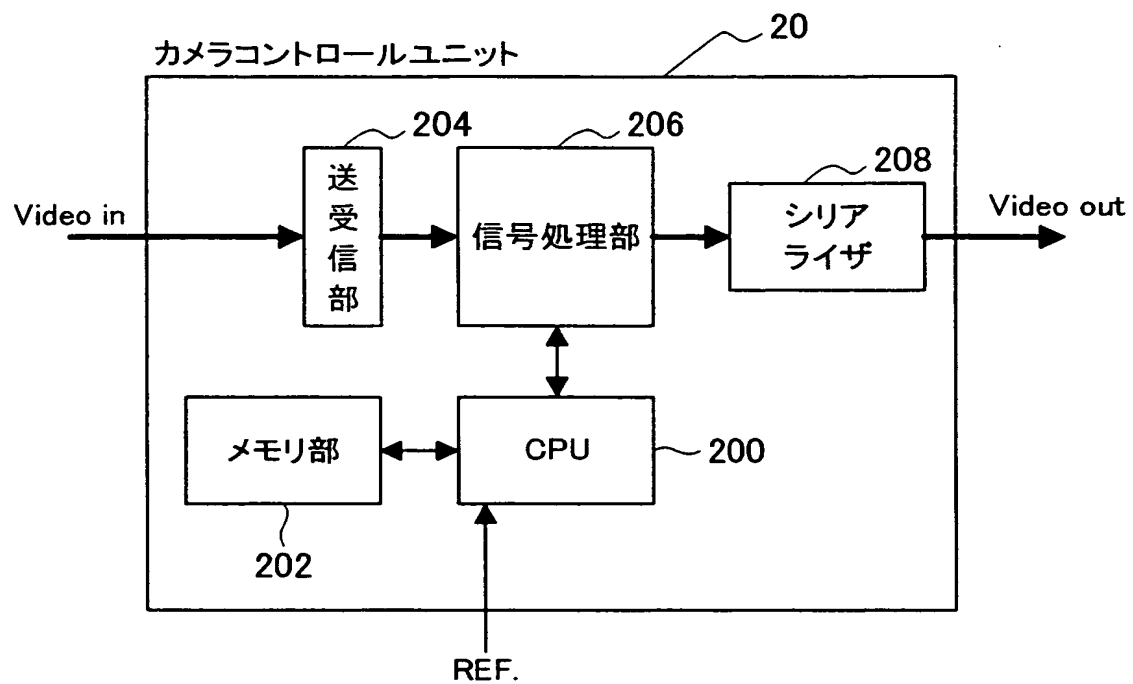 20
カメラコントロールユニット
204
206
208
送
受
信
部
信号処理部
シリア
ライザ
Video in
Video out
メモリ部
CPU
200
202
REF.